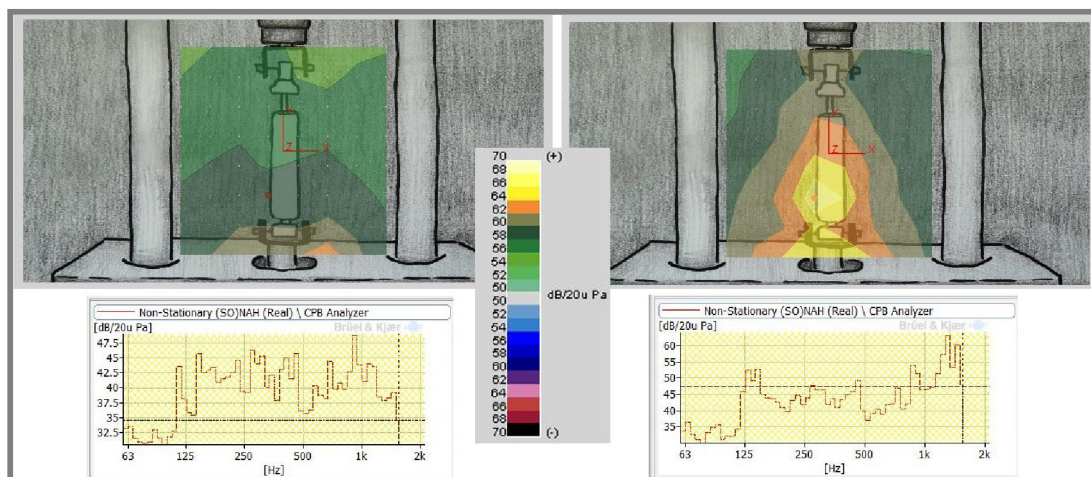 Y
Z
X
Y
Z
X
70 (+)
68
66
64
62
60
58
56
54
52
50
50 dB/20u Pa
52
54
56
58
60
62
64
66
68
70 (-)
Non-Stationary (SO)NAH (Real) \ CPB Analyzer
[dB/20u Pa] Brüel & Kjær
47.5
45
42.5
40
37.5
35
32.5
63 125 250 500 1k 2k
[Hz]
Non-Stationary (SO)NAH (Real) \ CPB Analyzer
[dB/20u Pa] Brüel & Kjær
60
55
50
45
40
35
63 125 250 500 1k 2k
[Hz]